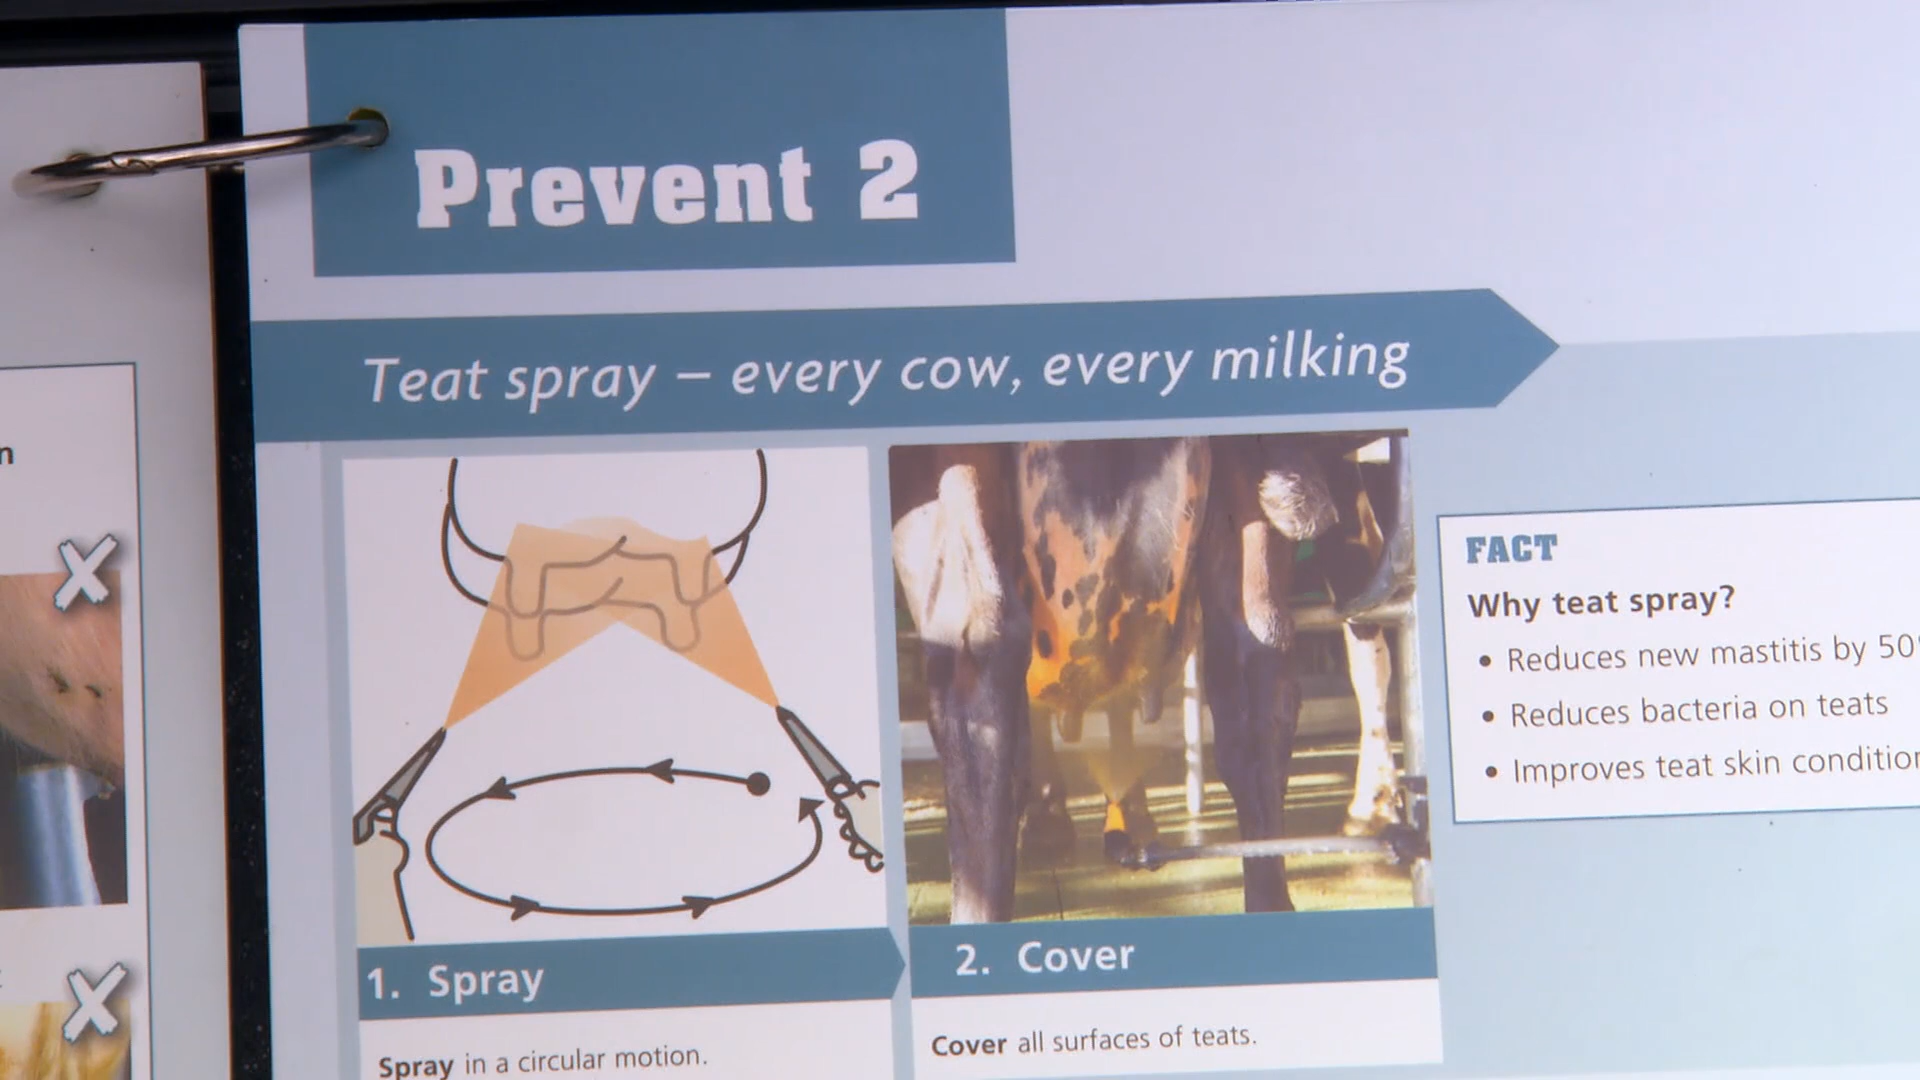 Prevent 2
Teat spray – every cow, every milking
FACT
Why teat spray?
• Reduces new mastitis by 50
• Reduces bacteria on teats
• Improves teat skin condition
1. Spray
2. Cover
Spray in a circular motion.
Cover all surfaces of teats.